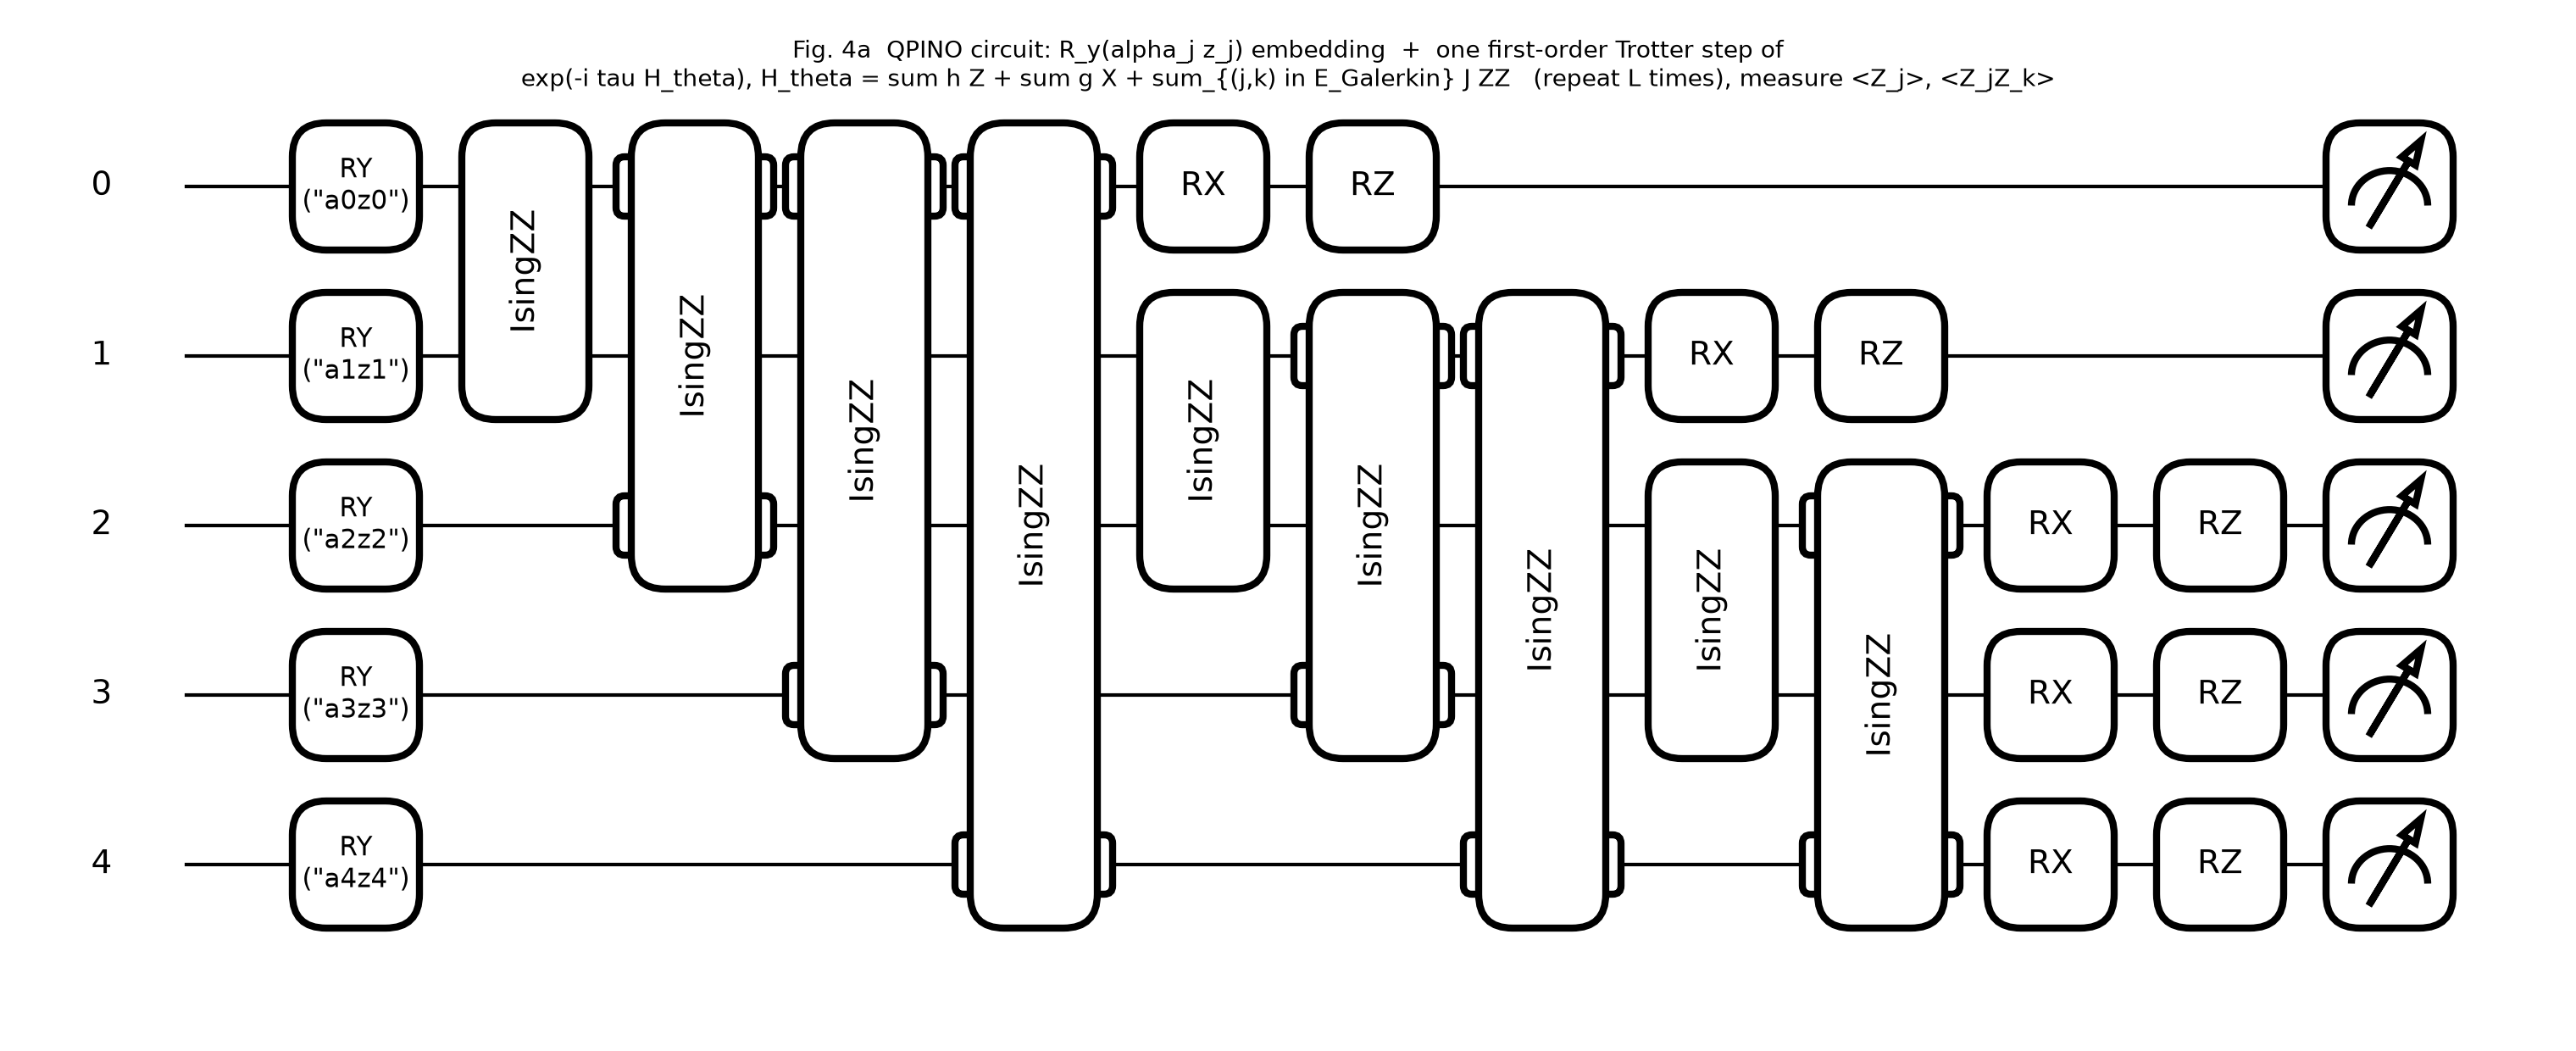 Fig. 4a  QPINO circuit: R_y(alpha_j z_j) embedding  +  one first-order Trotter step of
exp(-i tau H_theta), H_theta = sum h Z + sum g X + sum_{(j,k) in E_Galerkin} J ZZ   (repeat L times), measure <Z_j>, <Z_jZ_k>
0
RY
("a0z0")
IsingZZ
IsingZZ
IsingZZ
IsingZZ
RX
RZ
1
RY
("a1z1")
IsingZZ
IsingZZ
IsingZZ
RX
RZ
2
RY
("a2z2")
IsingZZ
IsingZZ
RX
RZ
3
RY
("a3z3")
RX
RZ
4
RY
("a4z4")
RX
RZ